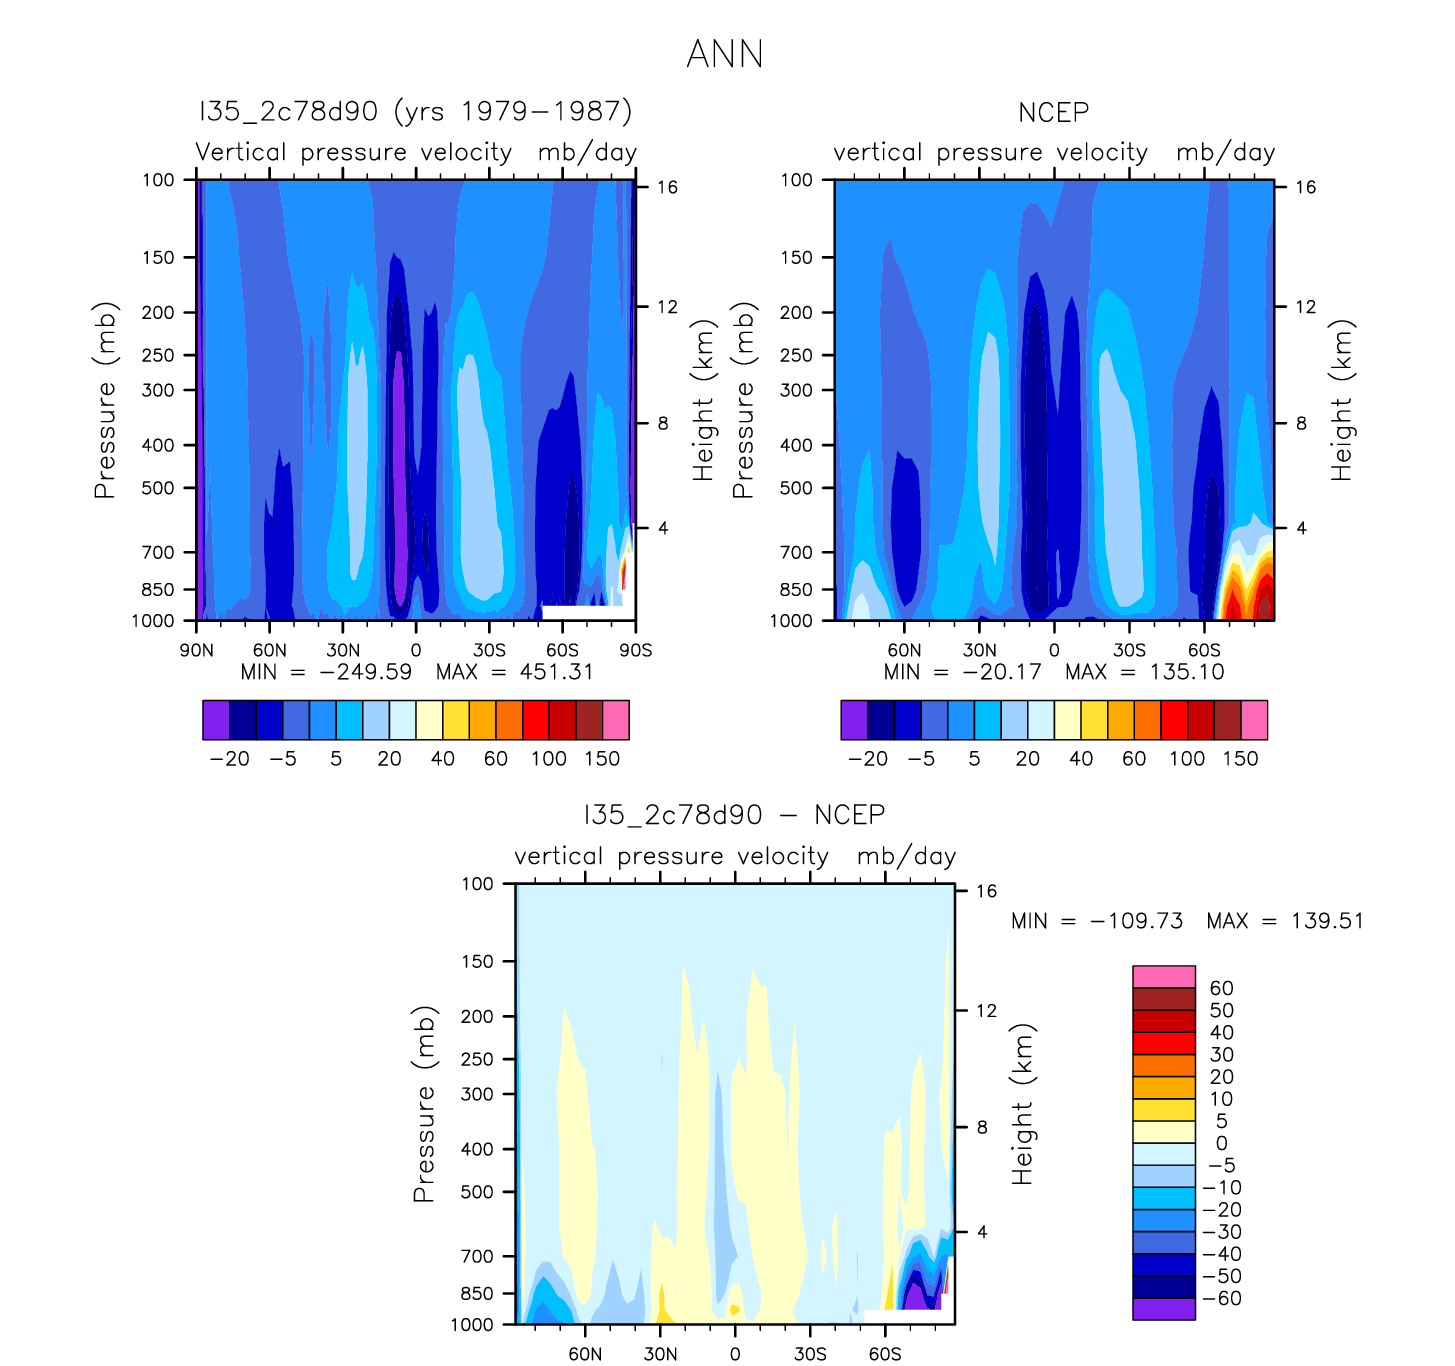 ANN
I35_2c78d90 (yrs 1979-1987)
Vertical pressure velocity mb/day
100
150
200
250
300
400
500
700
850
1000
Pressure (mb)
16
12
8
4
Height (km)
90N 60N 30N 0 30S 60S 90S
MIN = -249.59 MAX = 451.31
-20 -5 5 20 40 60 100 150
NCEP
vertical pressure velocity mb/day
100
150
200
250
300
400
500
700
850
1000
Pressure (mb)
16
12
8
4
Height (km)
60N 30N 0 30S 60S
MIN = -20.17 MAX = 135.10
-20 -5 5 20 40 60 100 150
I35_2c78d90 - NCEP
vertical pressure velocity mb/day
100
150
200
250
300
400
500
700
850
1000
Pressure (mb)
16
12
8
4
Height (km)
60N 30N 0 30S 60S
MIN = -109.73 MAX = 139.51
60
50
40
30
20
10
5
0
-5
-10
-20
-30
-40
-50
-60